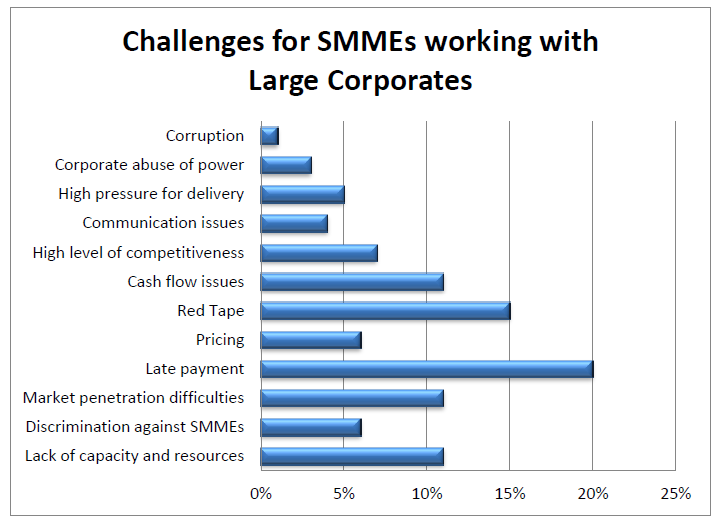 Challenges for SMMEs working with
Large Corporates
Corruption
Corporate abuse of power
High pressure for delivery
Communication issues
High level of competitiveness
Cash flow issues
Red Tape
Pricing
Late payment
Market penetration difficulties
Discrimination against SMMEs
Lack of capacity and resources
0% 5% 10% 15% 20% 25%